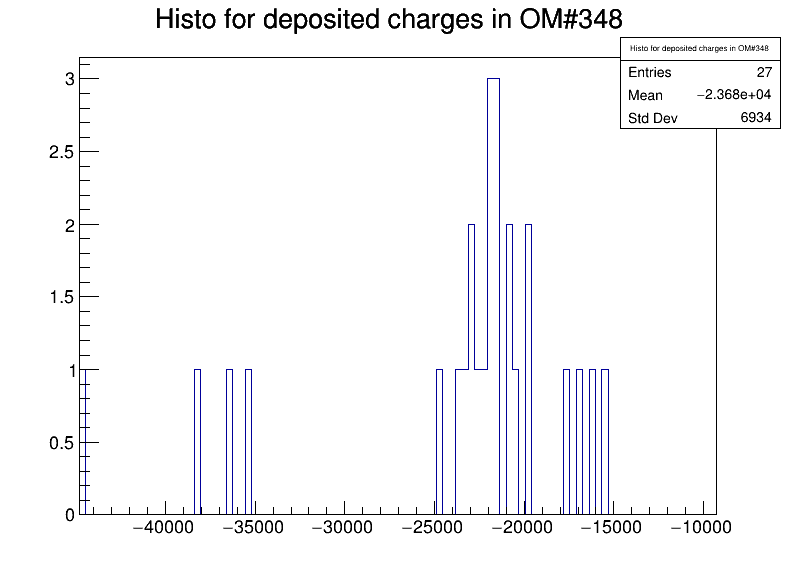 Histo for deposited charges in OM#348
Histo for deposited charges in OM#348
Entries 27
Mean −2.368e+04
Std Dev 6934
3
2.5
2
1.5
1
0.5
0
−40000 −35000 −30000 −25000 −20000 −15000 −10000